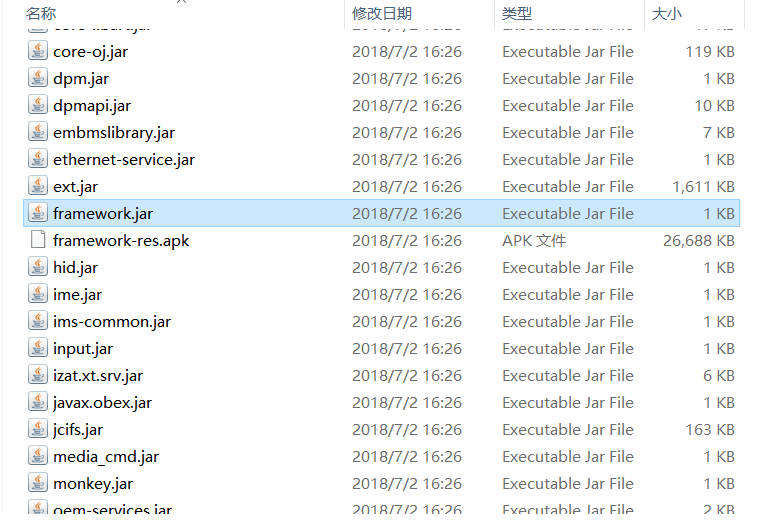 名称 修改日期 类型 大小
core-oj.jar 2018/7/2 16:26 Executable Jar File 119 KB
dpm.jar 2018/7/2 16:26 Executable Jar File 1 KB
dpmapi.jar 2018/7/2 16:26 Executable Jar File 10 KB
embmslibrary.jar 2018/7/2 16:26 Executable Jar File 7 KB
ethernet-service.jar 2018/7/2 16:26 Executable Jar File 1 KB
ext.jar 2018/7/2 16:26 Executable Jar File 1,611 KB
framework.jar 2018/7/2 16:26 Executable Jar File 1 KB
framework-res.apk 2018/7/2 16:26 APK 文件 26,688 KB
hid.jar 2018/7/2 16:26 Executable Jar File 1 KB
ime.jar 2018/7/2 16:26 Executable Jar File 1 KB
ims-common.jar 2018/7/2 16:26 Executable Jar File 1 KB
input.jar 2018/7/2 16:26 Executable Jar File 1 KB
izat.xt.srv.jar 2018/7/2 16:26 Executable Jar File 6 KB
javax.obex.jar 2018/7/2 16:26 Executable Jar File 1 KB
jcifs.jar 2018/7/2 16:26 Executable Jar File 163 KB
media_cmd.jar 2018/7/2 16:26 Executable Jar File 1 KB
monkey.jar 2018/7/2 16:26 Executable Jar File 1 KB
oem-services.jar 2018/7/2 16:26 Executable Jar File 2 KB